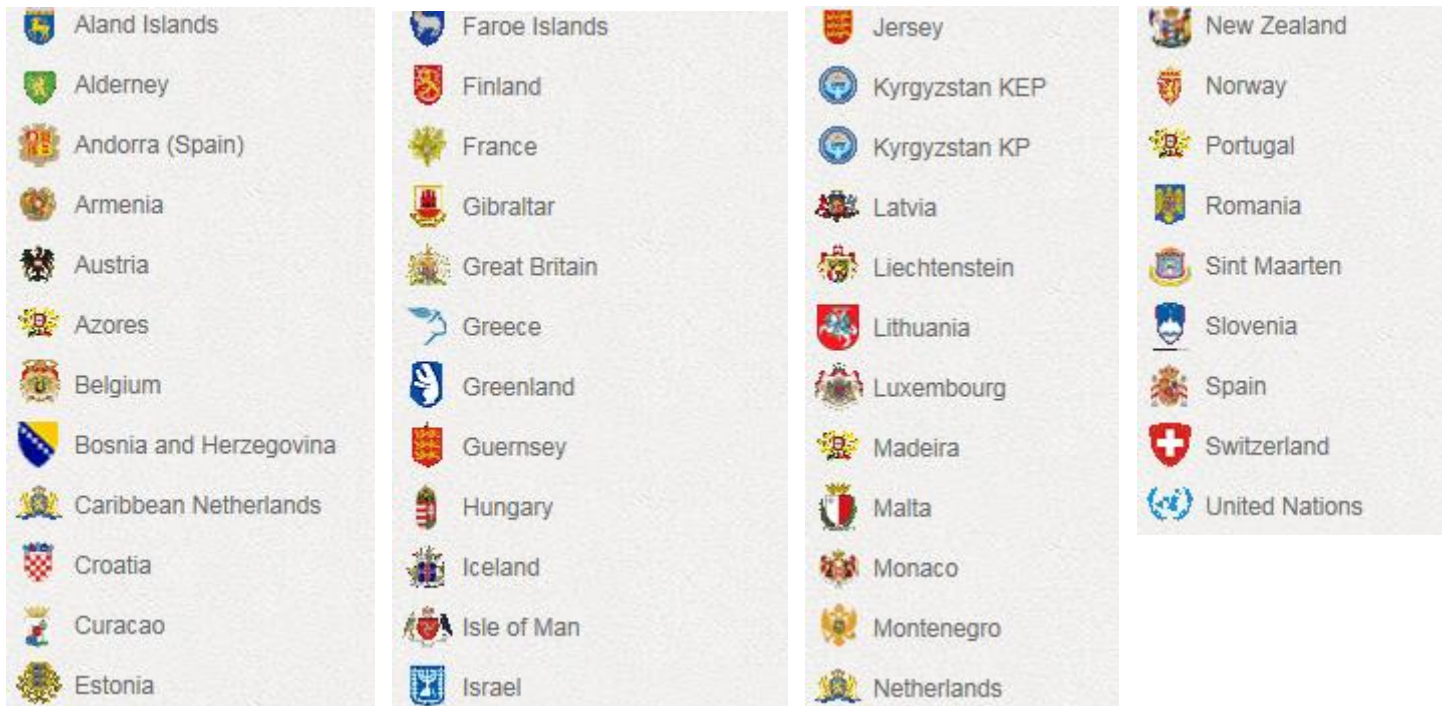 Aland Islands
Alderney
Andorra (Spain)
Armenia
Austria
Azores
Belgium
Bosnia and Herzegovina
Caribbean Netherlands
Croatia
Curacao
Estonia
Faroe Islands
Finland
France
Gibraltar
Great Britain
Greece
Greenland
Guernsey
Hungary
Iceland
Isle of Man
Israel
Jersey
Kyrgyzstan KEP
Kyrgyzstan KP
Latvia
Liechtenstein
Lithuania
Luxembourg
Madeira
Malta
Monaco
Montenegro
Netherlands
New Zealand
Norway
Portugal
Romania
Sint Maarten
Slovenia
Spain
Switzerland
United Nations